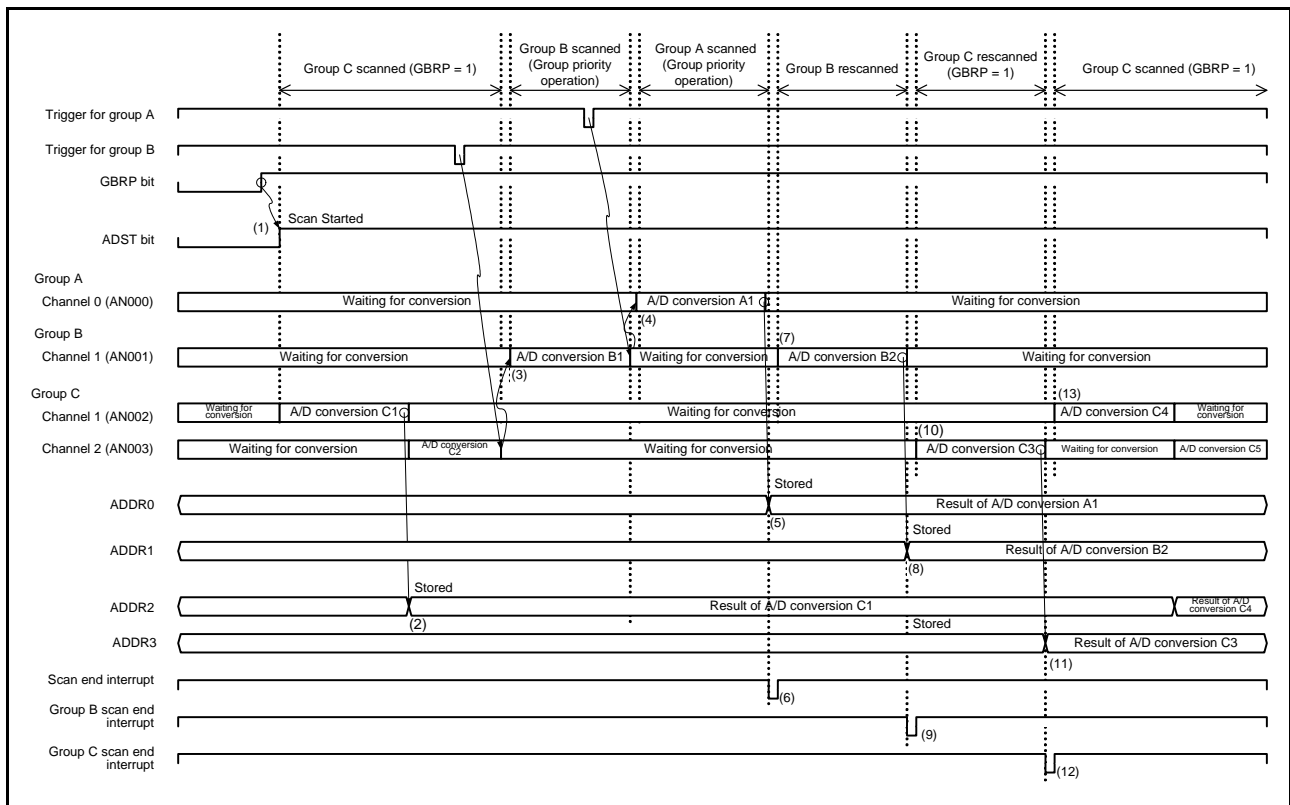 Group C scanned (GBRP = 1)
Group B scanned
(Group priority
operation)
Group A scanned
(Group priority
operation)
Group B rescanned
Group C rescanned
(GBRP = 1)
Group C scanned (GBRP = 1)
Trigger for group A
Trigger for group B
GBRP bit
(1)
Scan Started
ADST bit
Group A
Channel 0 (AN000)
Waiting for conversion
A/D conversion A1
Waiting for conversion
(4)
Group B
(7)
Channel 1 (AN001)
Waiting for conversion
A/D conversion B1
Waiting for conversion
A/D conversion B2
Waiting for conversion
(3)
Group C
(13)
Channel 1 (AN002)
Waiting for
conversion
A/D conversion C1
Waiting for conversion
A/D conversion C4
Waiting for
conversion
(10)
Channel 2 (AN003)
Waiting for conversion
A/D conversion
C2
Waiting for conversion
A/D conversion C3
Waiting for conversion
A/D conversion C5
Stored
ADDR0
Result of A/D conversion A1
(5)
Stored
ADDR1
Result of A/D conversion B2
(8)
Stored
ADDR2
Result of A/D conversion C1
Result of A/D
conversion C4
(2)
Stored
ADDR3
Result of A/D conversion C3
(11)
Scan end interrupt
(6)
Group B scan end
interrupt
(9)
Group C scan end
interrupt
(12)